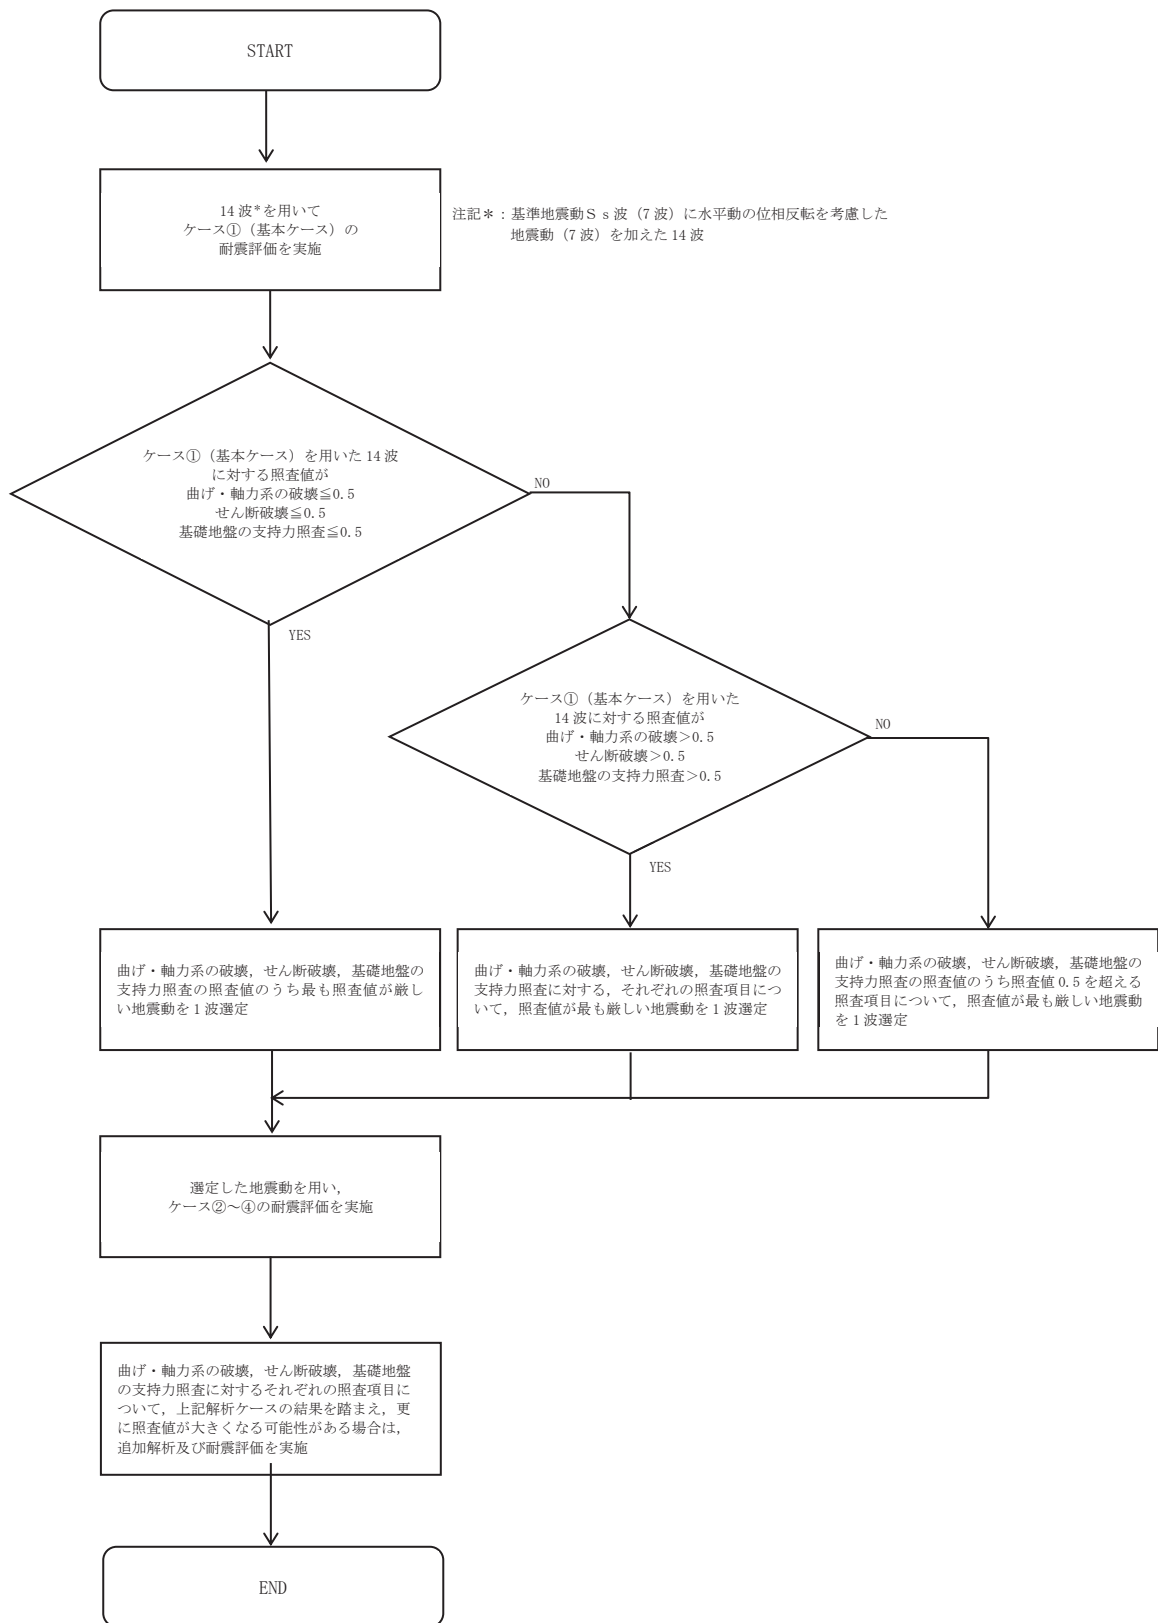 START
14 波*を用いて
ケース①（基本ケース）の
耐震評価を実施
注記＊：基準地震動Ｓｓ波（7 波）に水平動の位相反転を考慮した
地震動（7 波）を加えた 14 波
ケース①（基本ケース）を用いた 14 波
に対する照査値が
曲げ・軸力系の破壊≦0.5
せん断破壊≦0.5
基礎地盤の支持力照査≦0.5
NO
YES
ケース①（基本ケース）を用いた
14 波に対する照査値が
曲げ・軸力系の破壊＞0.5
せん断破壊＞0.5
基礎地盤の支持力照査＞0.5
NO
YES
曲げ・軸力系の破壊，せん断破壊，基礎地盤の
支持力照査の照査値のうち最も照査値が厳し
い地震動を 1 波選定
曲げ・軸力系の破壊，せん断破壊，基礎地盤の
支持力照査に対する，それぞれの照査項目につ
いて，照査値が最も厳しい地震動を 1 波選定
曲げ・軸力系の破壊，せん断破壊，基礎地盤の
支持力照査の照査値のうち照査値 0.5 を超える
照査項目について，照査値が最も厳しい地震動
を 1 波選定
選定した地震動を用い，
ケース②～④の耐震評価を実施
曲げ・軸力系の破壊，せん断破壊，基礎地盤
の支持力照査に対するそれぞれの照査項目に
ついて，上記解析ケースの結果を踏まえ，更
に照査値が大きくなる可能性がある場合は，
追加解析及び耐震評価を実施
END